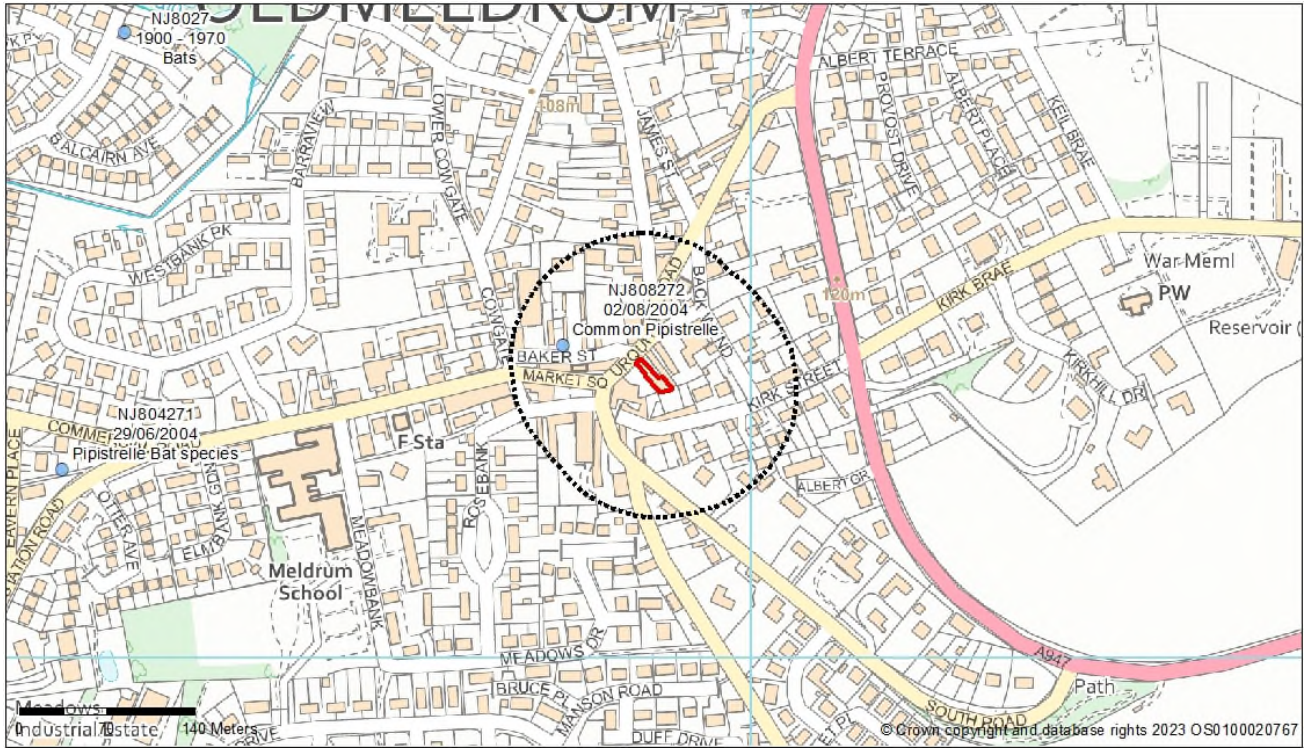 OLDMELDRUM
NJ8027
1900 - 1970
Bats
ALBERT TERRACE
108m
LOWER COWGATE
JAMES ST
PROVOST DRIVE
ALBERT PLACE
KEIL BRAE
BALCAIRN AVE
BARRAVIEW
WESTBANK PK
COWGATE
NJ808272
02/08/2004
Common Pipistrelle
BACK WYND
120m
KIRK BRAE
War Meml
PW
Reservoir (
BAKER ST
MARKET SQ
KIRK STREET
KIRKHILL DR
NJ804271
29/06/2004
Pipistrelle Bat species
F Sta
ROSEBANK
ALBERT GR
STATION ROAD
OTTER AVE
ELMBANK GDN
MEADOWBANK
Meldrum
School
MEADOWS DR
A947
BRUCE P
MANSON ROAD
Path
Meadows
Industrial Estate
0 70 140 Meters
DRIVE
DUFF DRIVE
SOUTH ROAD
© Crown copyright and database rights 2023 OS0100020767